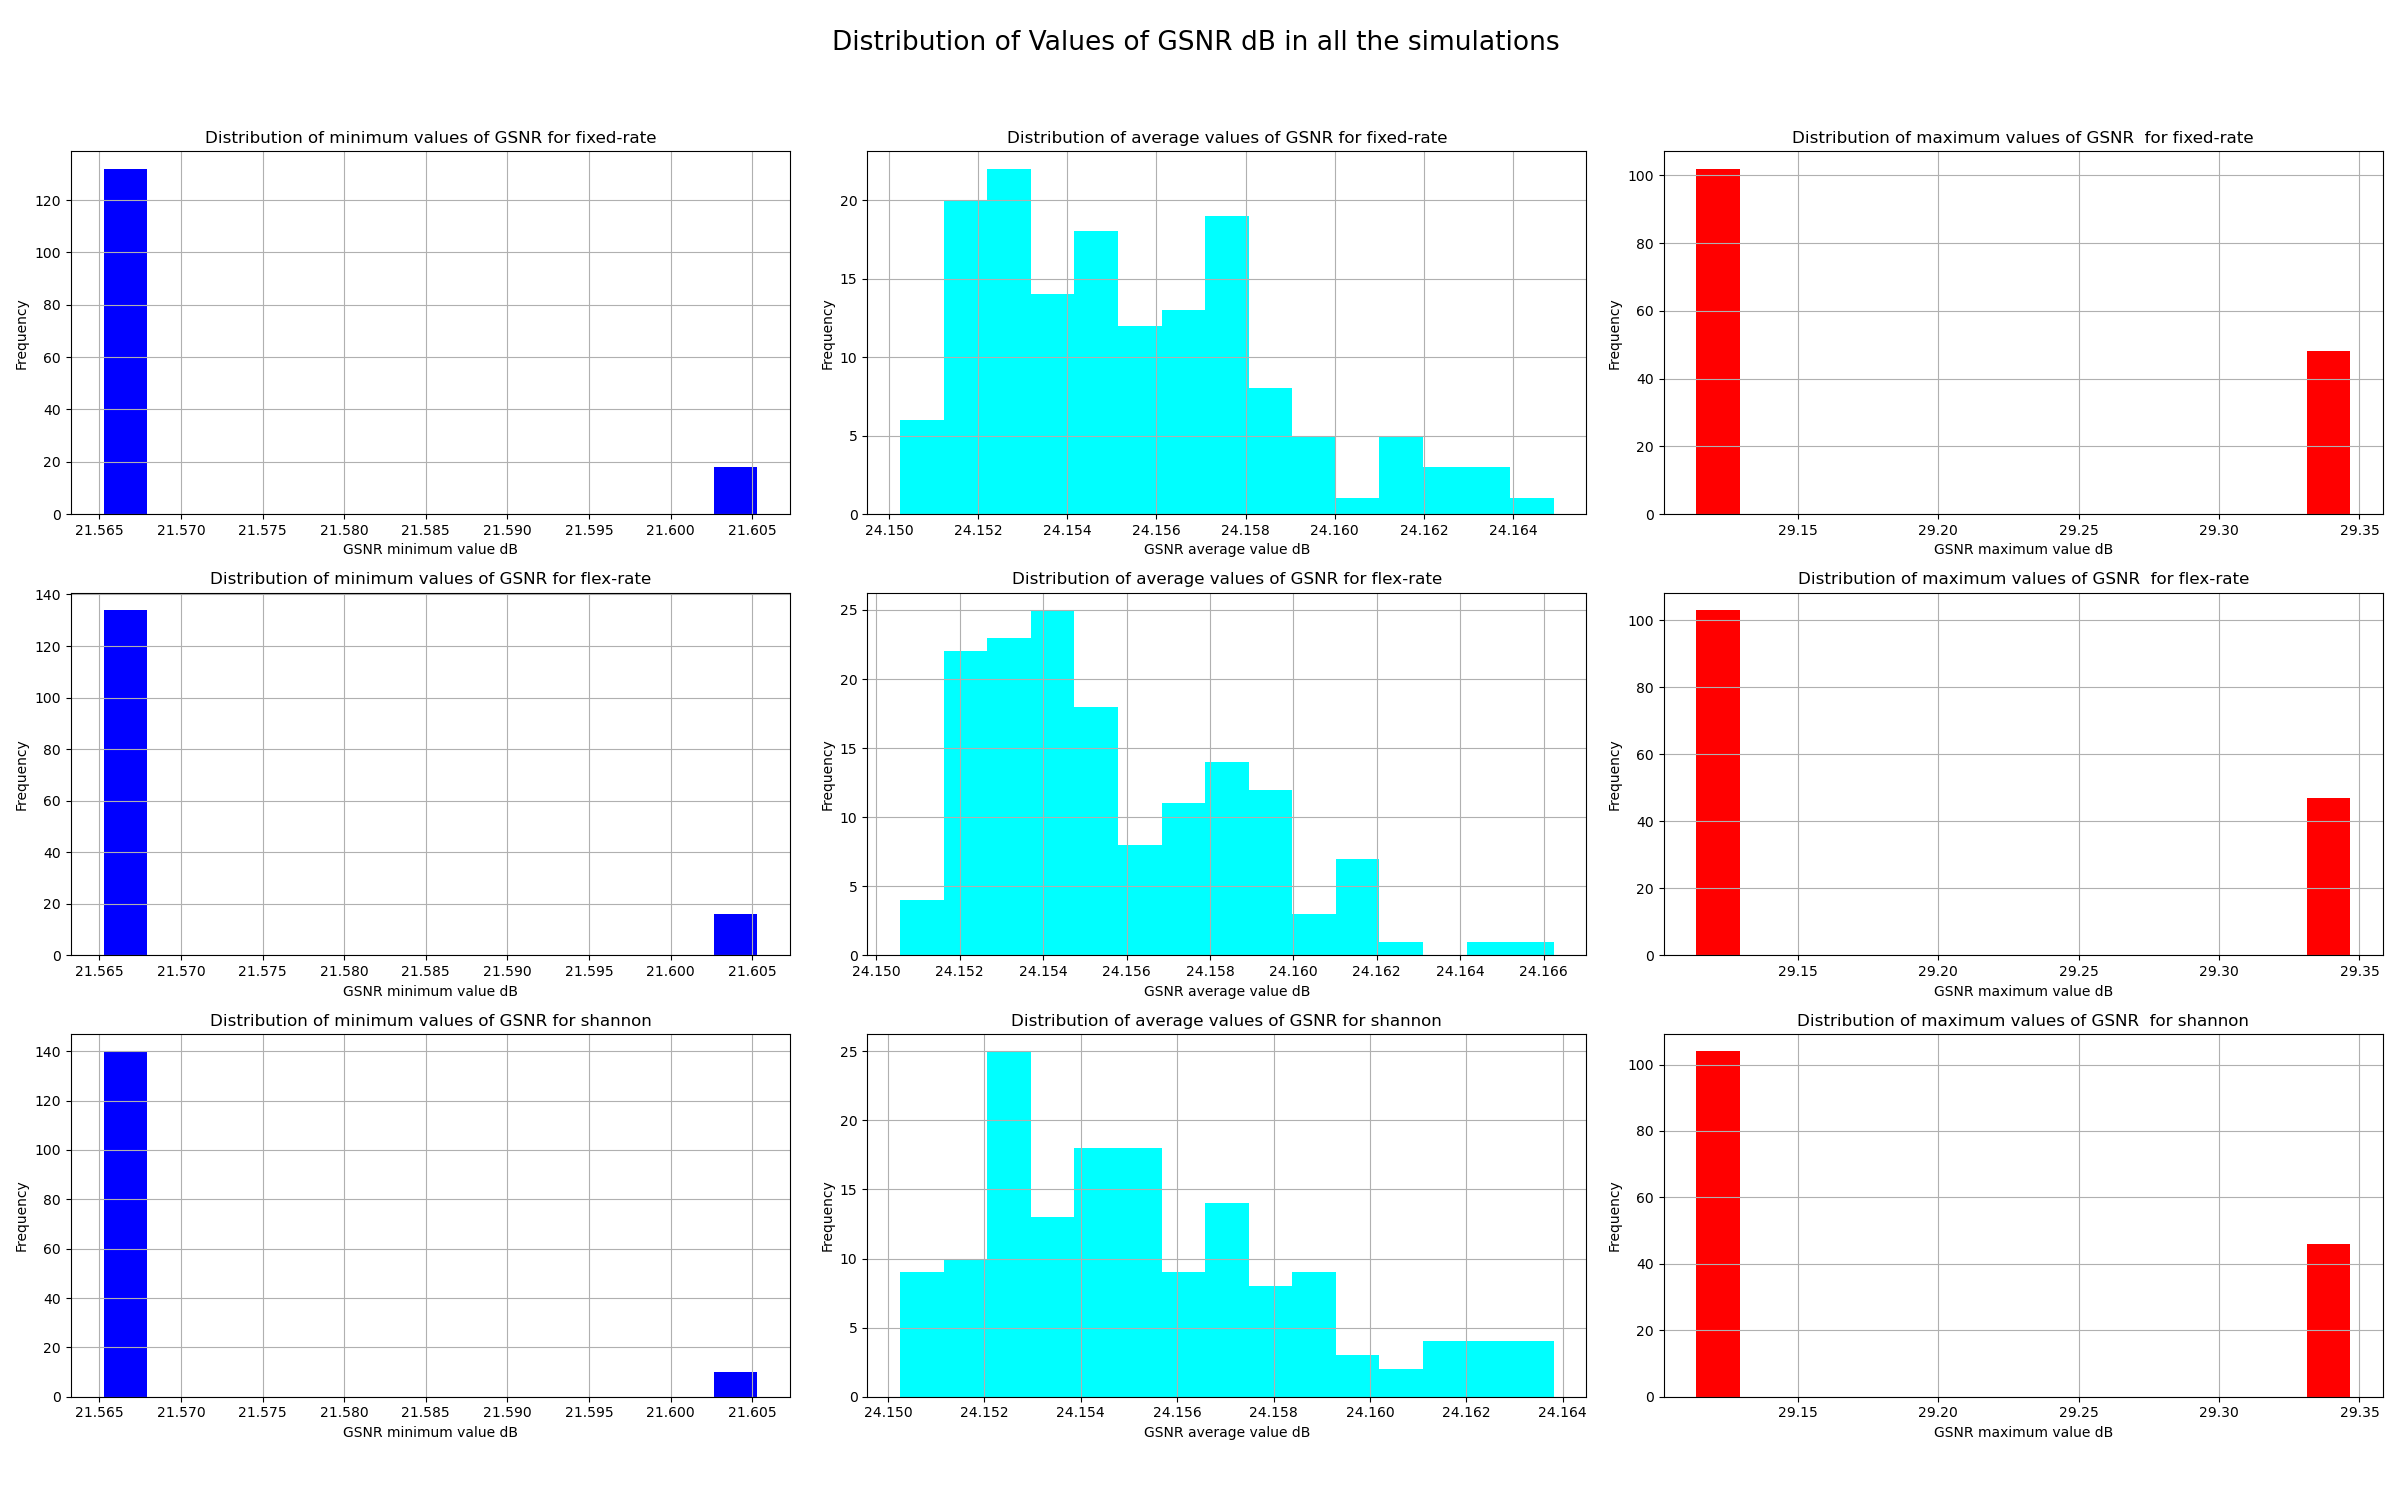 Distribution of Values of GSNR dB in all the simulations
Distribution of minimum values of GSNR for fixed-rate
Frequency
120
100
80
60
40
20
0
21.565 21.570 21.575 21.580 21.585 21.590 21.595 21.600 21.605
GSNR minimum value dB
Distribution of average values of GSNR for fixed-rate
Frequency
20
15
10
5
0
24.150 24.152 24.154 24.156 24.158 24.160 24.162 24.164
GSNR average value dB
Distribution of maximum values of GSNR  for fixed-rate
Frequency
100
80
60
40
20
0
29.15 29.20 29.25 29.30 29.35
GSNR maximum value dB
Distribution of minimum values of GSNR for flex-rate
Frequency
140
120
100
80
60
40
20
0
21.565 21.570 21.575 21.580 21.585 21.590 21.595 21.600 21.605
GSNR minimum value dB
Distribution of average values of GSNR for flex-rate
Frequency
25
20
15
10
5
0
24.150 24.152 24.154 24.156 24.158 24.160 24.162 24.164 24.166
GSNR average value dB
Distribution of maximum values of GSNR  for flex-rate
Frequency
100
80
60
40
20
0
29.15 29.20 29.25 29.30 29.35
GSNR maximum value dB
Distribution of minimum values of GSNR for shannon
Frequency
140
120
100
80
60
40
20
0
21.565 21.570 21.575 21.580 21.585 21.590 21.595 21.600 21.605
GSNR minimum value dB
Distribution of average values of GSNR for shannon
Frequency
25
20
15
10
5
0
24.150 24.152 24.154 24.156 24.158 24.160 24.162 24.164
GSNR average value dB
Distribution of maximum values of GSNR  for shannon
Frequency
100
80
60
40
20
0
29.15 29.20 29.25 29.30 29.35
GSNR maximum value dB